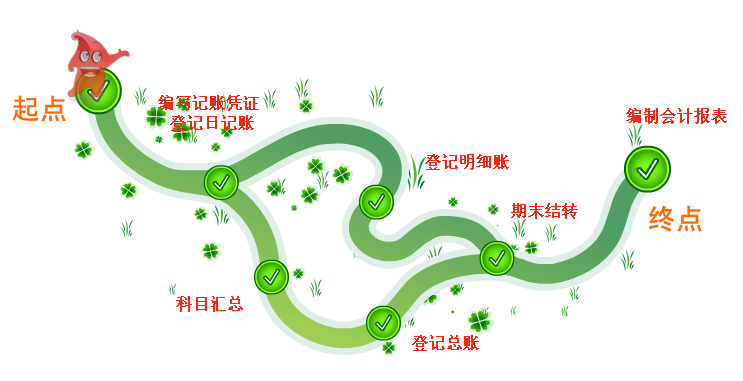 起点
编写记账凭证
登记日记账
登记明细账
编制会计报表
期末结转
终点
科目汇总
登记总账